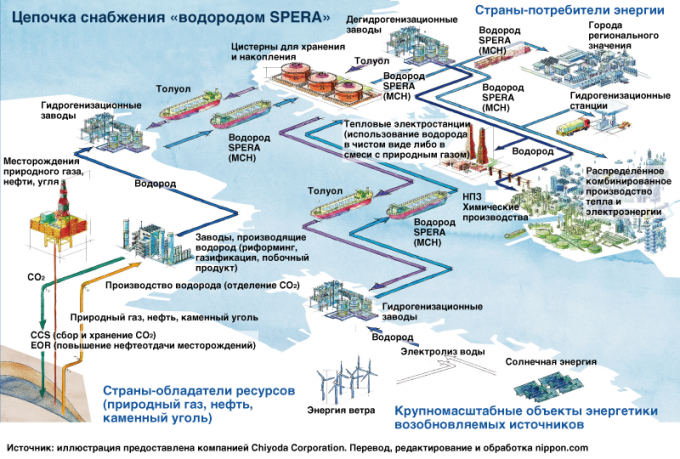 Цепочка снабжения «водородом SPERA»
Дегидрогенизационные
заводы
Страны-потребители энергии
Цистерны для хранения
и накопления
Толуол
Водород
SPERA
(МСН)
Города
регионального
значения
Толуол
Водород
SPERA
(МСН)
Водород
SPERA
(МСН)
Гидрогенизационные
станции
Гидрогенизационные
заводы
Водород
SPERA
(МСН)
Тепловые электростанции
(использование водорода
в чистом виде либо в
смеси с природным газом)
Водород
Месторождения
природного газа,
нефти, угля
Водород
Распределённое
комбинированное
производство
тепла и
электроэнергии
Толуол
Водород
SPERA
(МСН)
НПЗ
Химические
производства
Заводы, производящие
водород (риформинг,
газификация, побочный
продукт)
CO₂
Производство водорода (отделение CO₂)
Природный газ, нефть, каменный уголь
Гидрогенизационные
заводы
CCS (сбор и хранение CO₂)
EOR (повышение нефтеотдачи месторождений)
Водород
Электролиз воды
Солнечная энергия
Страны-обладатели ресурсов
(природный газ, нефть,
каменный уголь)
Энергия ветра
Крупномасштабные объекты энергетики
возобновляемых источников
Источник: иллюстрация предоставлена компанией Chiyoda Corporation. Перевод, редактирование и обработка nippon.com